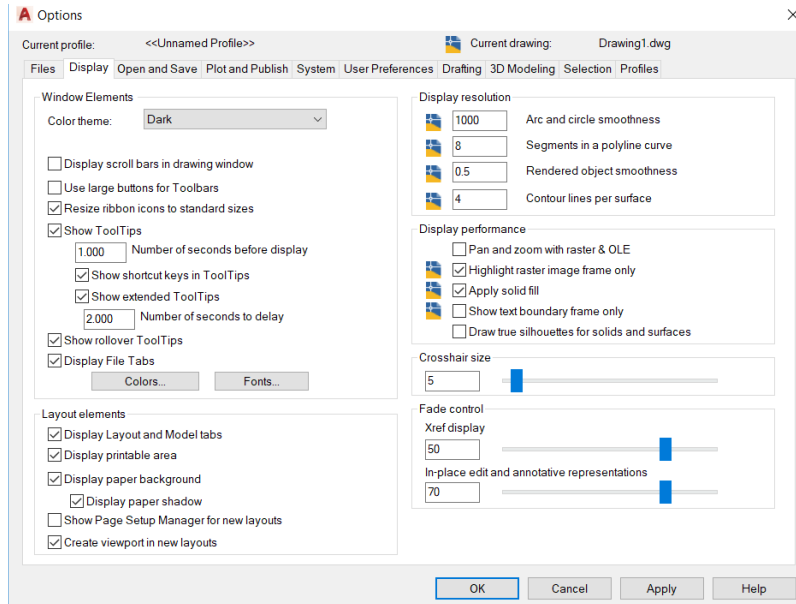 A Options
Current profile: <<Unnamed Profile>> Current drawing: Drawing1.dwg
Files Display Open and Save Plot and Publish System User Preferences Drafting 3D Modeling Selection Profiles
Window Elements
Color theme: Dark
Display scroll bars in drawing window
Use large buttons for Toolbars
Resize ribbon icons to standard sizes
Show ToolTips
1.000 Number of seconds before display
Show shortcut keys in ToolTips
Show extended ToolTips
2.000 Number of seconds to delay
Show rollover ToolTips
Display File Tabs
Colors... Fonts...
Layout elements
Display Layout and Model tabs
Display printable area
Display paper background
Display paper shadow
Show Page Setup Manager for new layouts
Create viewport in new layouts
Display resolution
1000 Arc and circle smoothness
8 Segments in a polyline curve
0.5 Rendered object smoothness
4 Contour lines per surface
Display performance
Pan and zoom with raster & OLE
Highlight raster image frame only
Apply solid fill
Show text boundary frame only
Draw true silhouettes for solids and surfaces
Crosshair size
5
Fade control
Xref display
50
In-place edit and annotative representations
70
OK Cancel Apply Help